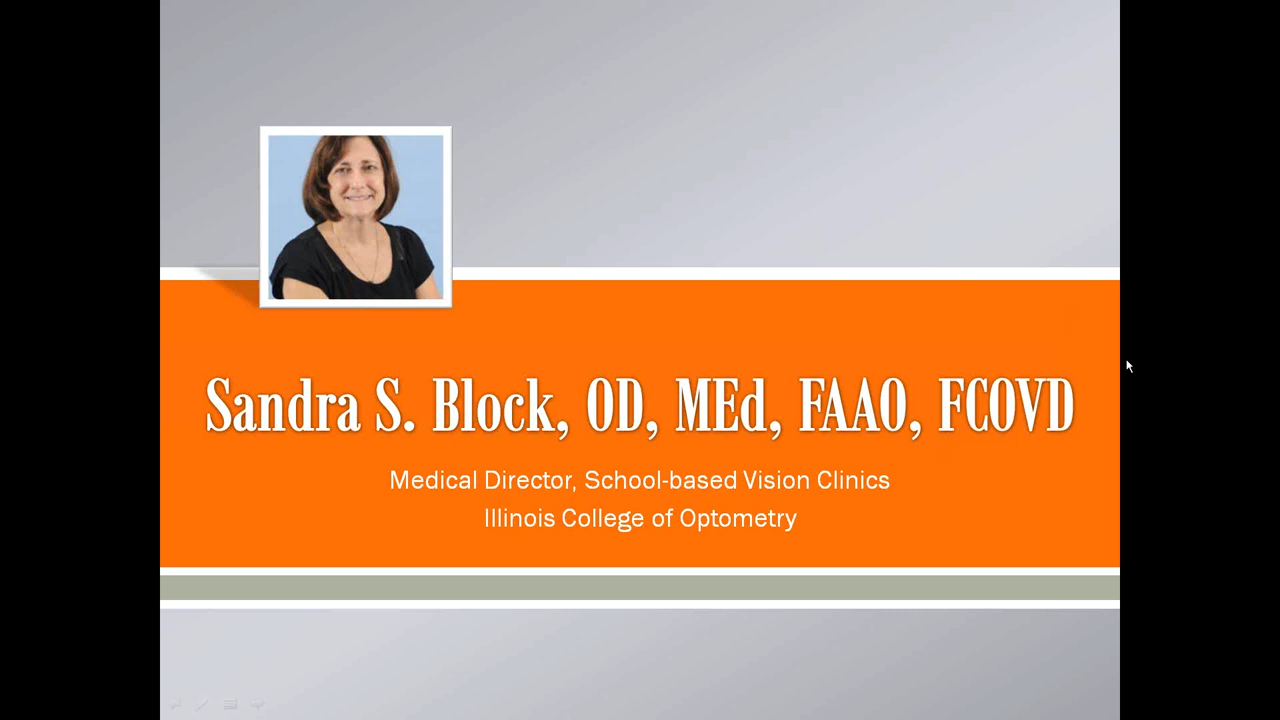 Sandra S. Block, OD, MEd, FAAO, FCOVD
Medical Director, School-based Vision Clinics
Illinois College of Optometry